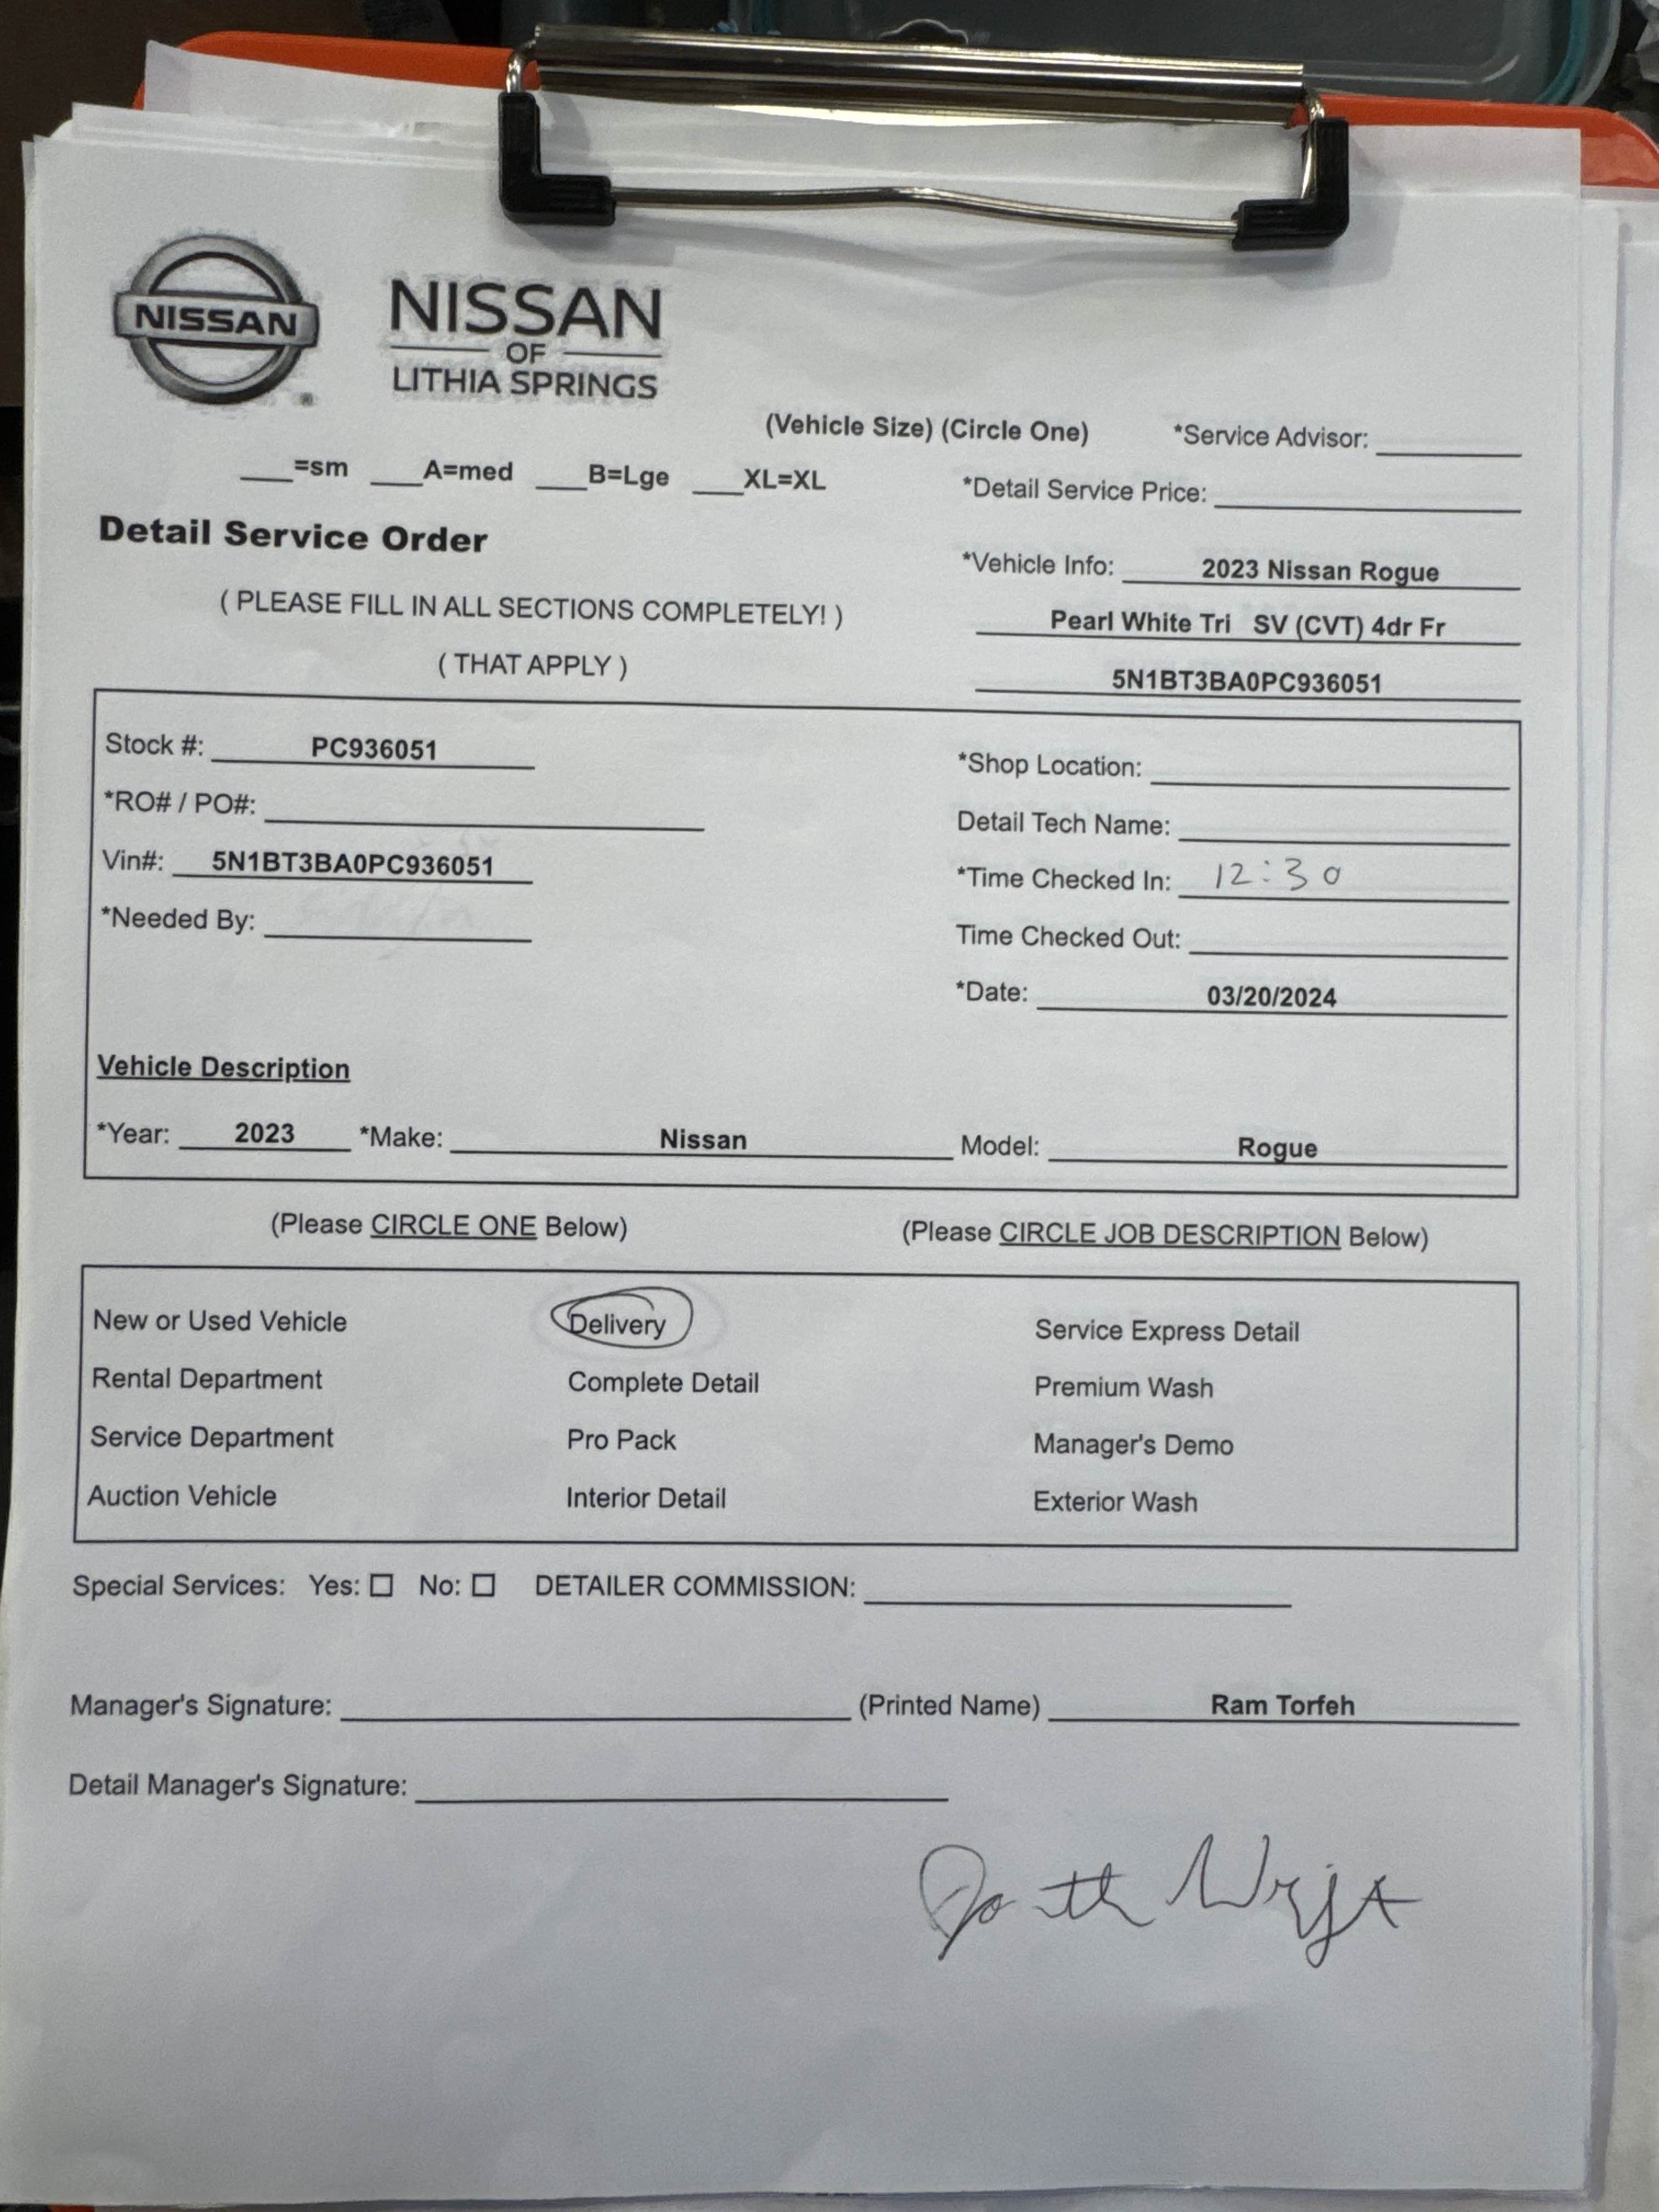 NISSAN
NISSAN
OF
LITHIA SPRINGS
(Vehicle Size) (Circle One) *Service Advisor:
=sm A=med B=Lge XL=XL
*Detail Service Price:
Detail Service Order
*Vehicle Info: 2023 Nissan Rogue
( PLEASE FILL IN ALL SECTIONS COMPLETELY! )
Pearl White Tri SV (CVT) 4dr Fr
( THAT APPLY )
5N1BT3BA0PC936051
Stock #: PC936051
*Shop Location:
*RO# / PO#:
Detail Tech Name:
Vin#: 5N1BT3BA0PC936051
*Time Checked In: 12:30
*Needed By:
Time Checked Out:
*Date: 03/20/2024
Vehicle Description
*Year: 2023 *Make: Nissan Model: Rogue
(Please CIRCLE ONE Below) (Please CIRCLE JOB DESCRIPTION Below)
New or Used Vehicle Delivery Service Express Detail
Rental Department Complete Detail Premium Wash
Service Department Pro Pack Manager's Demo
Auction Vehicle Interior Detail Exterior Wash
Special Services: Yes: No: DETAILER COMMISSION:
Manager's Signature: (Printed Name) Ram Torfeh
Detail Manager's Signature: